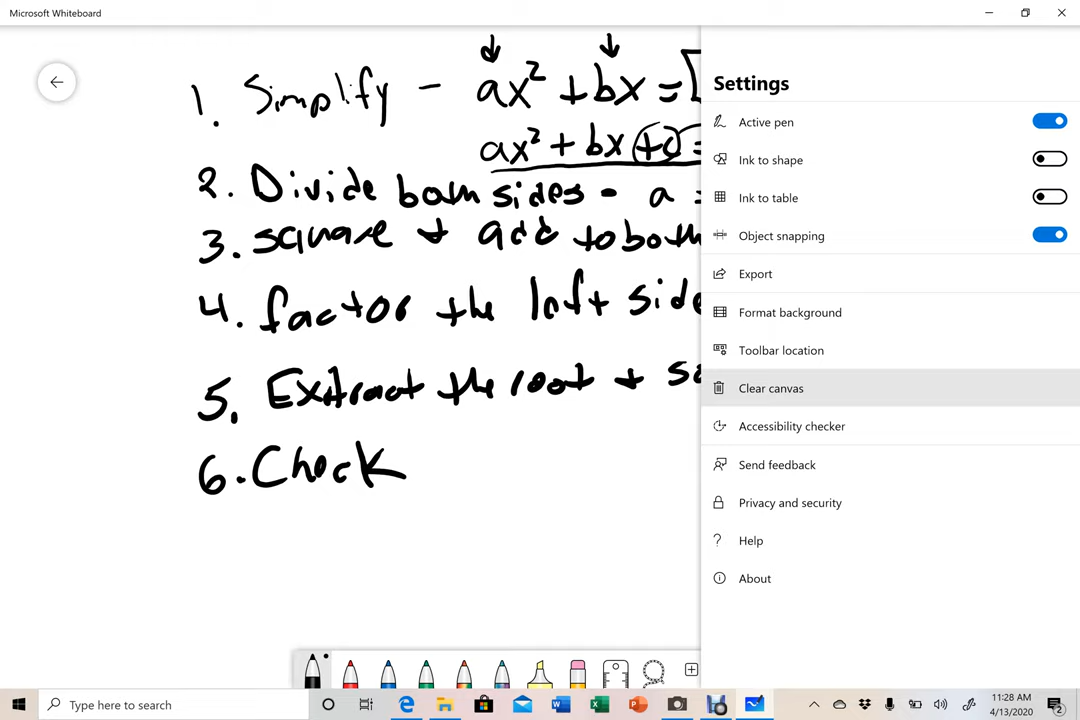 Microsoft Whiteboard
1. Simplify - ax² + bx =
ax² + bx + c =
2. Divide both sides - a
3. square + add to both
4. factor the left side
5. Extract the root +
6. Check
Settings
Active pen
Ink to shape
Ink to table
Object snapping
Export
Format background
Toolbar location
Clear canvas
Accessibility checker
Send feedback
Privacy and security
Help
About
Type here to search
11:28 AM
4/13/2020
2